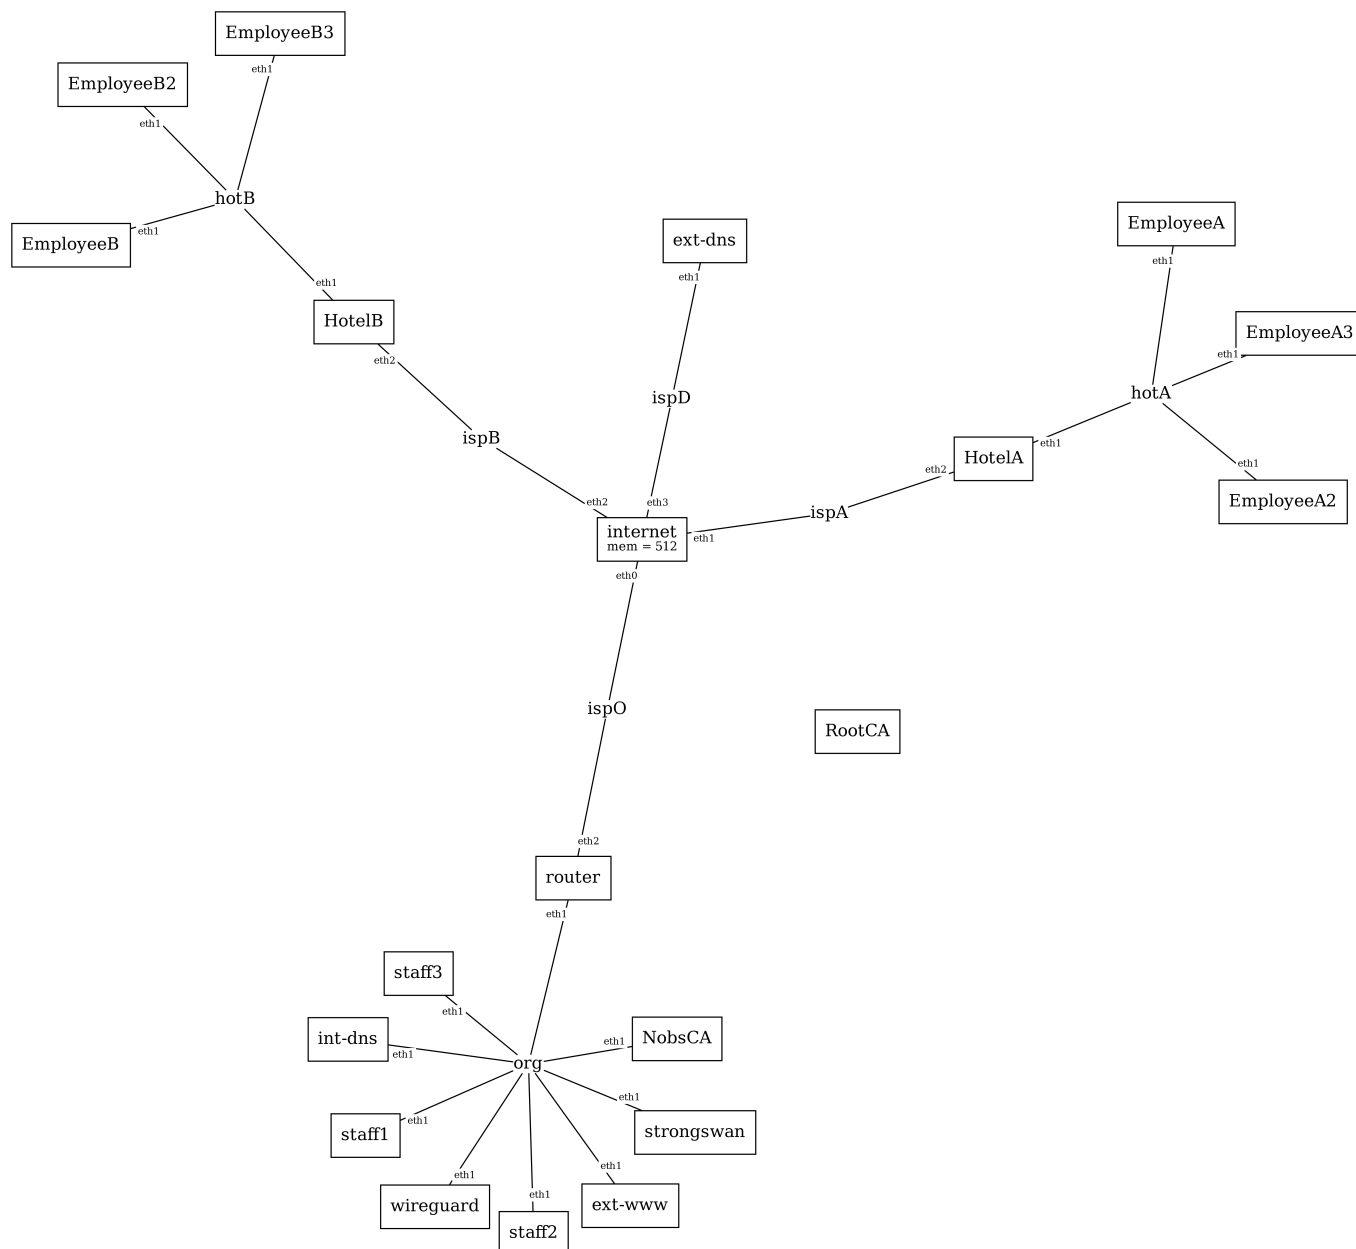 EmployeeB3
eth1
EmployeeB2
eth1
hotB
EmployeeB
eth1
eth1
HotelB
eth2
ispB
eth2
ext-dns
eth1
ispD
eth3
internet
mem = 512
eth1
eth0
ispA
eth2
HotelA
eth1
hotA
EmployeeA
eth1
EmployeeA3
eth1
eth1
EmployeeA2
ispO
RootCA
eth2
router
eth1
staff3
eth1
int-dns
eth1
org
eth1
NobsCA
staff1
eth1
eth1
strongswan
eth1
wireguard
eth1
staff2
eth1
ext-www